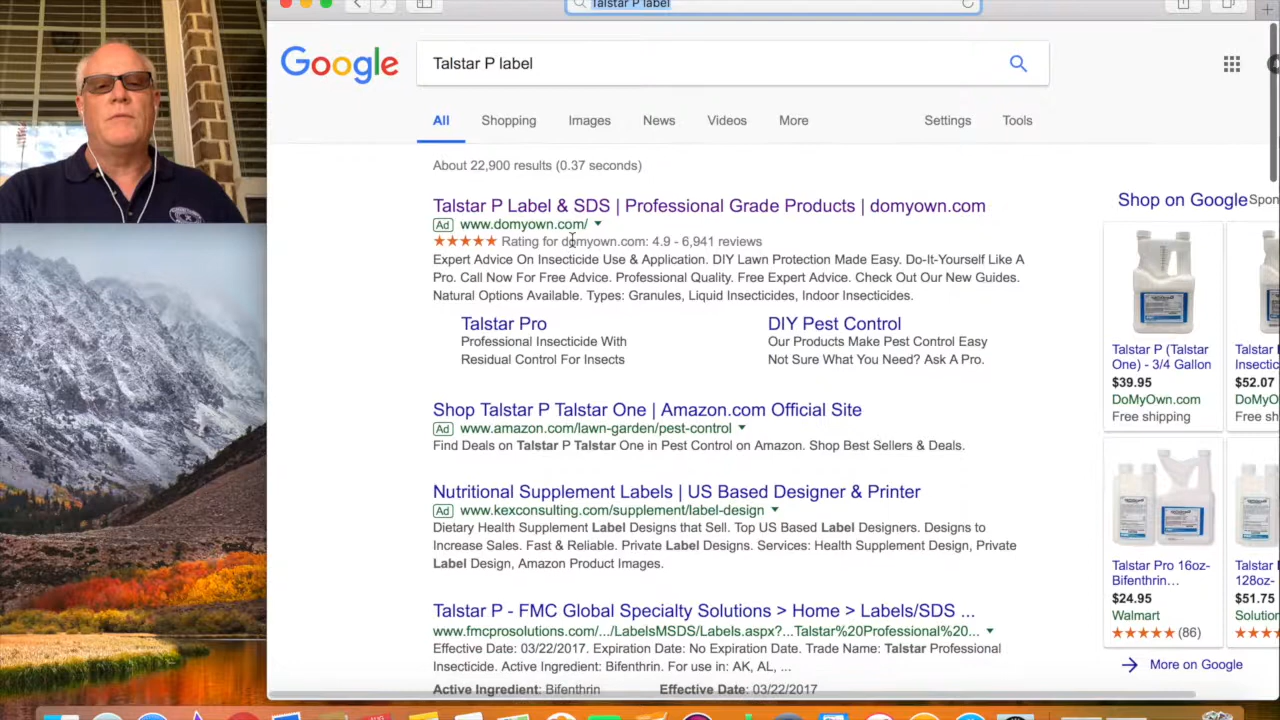 Talstar P label
Google
Talstar P label
All Shopping Images News Videos More Settings Tools
About 22,900 results (0.37 seconds)
Talstar P Label & SDS | Professional Grade Products | domyown.com
Ad www.domyown.com/
Rating for domyown.com: 4.9 - 6,941 reviews
Expert Advice On Insecticide Use & Application. DIY Lawn Protection Made Easy. Do-It-Yourself Like A
Pro. Call Now For Free Advice. Professional Quality. Free Expert Advice. Check Out Our New Guides.
Natural Options Available. Types: Granules, Liquid Insecticides, Indoor Insecticides.
Talstar Pro
Professional Insecticide With
Residual Control For Insects
DIY Pest Control
Our Products Make Pest Control Easy
Not Sure What You Need? Ask A Pro.
Shop Talstar P Talstar One | Amazon.com Official Site
Ad www.amazon.com/lawn-garden/pest-control
Find Deals on Talstar P Talstar One in Pest Control on Amazon. Shop Best Sellers & Deals.
Nutritional Supplement Labels | US Based Designer & Printer
Ad www.kexconsulting.com/supplement/label-design
Dietary Health Supplement Label Designs that Sell. Top US Based Label Designers. Designs to
Increase Sales. Fast & Reliable. Private Label Designs. Services: Health Supplement Design, Private
Label Design, Amazon Product Images.
Talstar P - FMC Global Specialty Solutions > Home > Labels/SDS ...
www.fmcprosolutions.com/.../LabelsMSDS/Labels.aspx?...Talstar%20Professional%20...
Effective Date: 03/22/2017. Expiration Date: No Expiration Date. Trade Name: Talstar Professional
Insecticide. Active Ingredient: Bifenthrin. For use in: AK, AL, ...
Active Ingredient: Bifenthrin Effective Date: 03/22/2017
Shop on Google Spon
Talstar P (Talstar
One) - 3/4 Gallon
$39.95
DoMyOwn.com
Free shipping
Talstar
Insectic
$52.07
DoMyO
Free sh
Talstar Pro 16oz-
Bifenthrin…
$24.95
Walmart
(86)
Talstar
128oz-
$51.75
Solution
More on Google